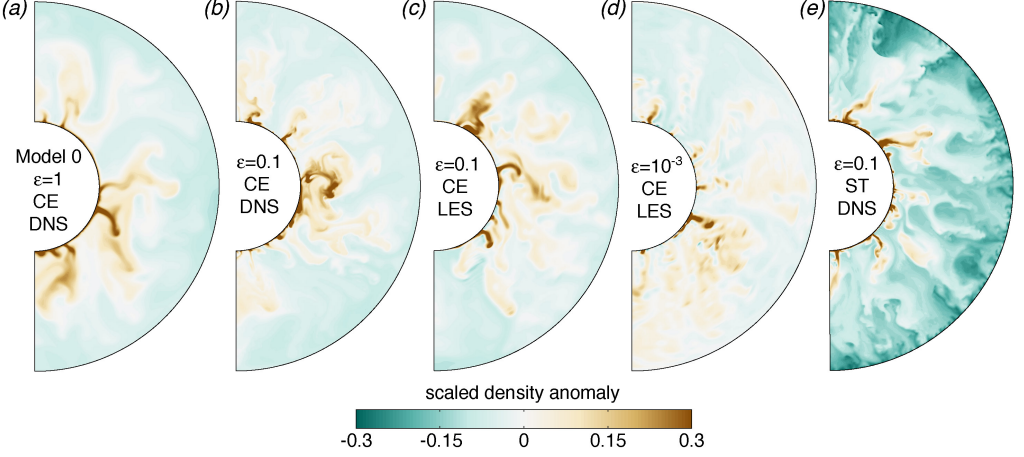 (a)
(b)
(c)
(d)
(e)
Model 0
ε=1
CE
DNS
ε=0.1
CE
DNS
ε=0.1
CE
LES
ε=10⁻³
CE
LES
ε=0.1
ST
DNS
scaled density anomaly
-0.3 -0.15 0 0.15 0.3